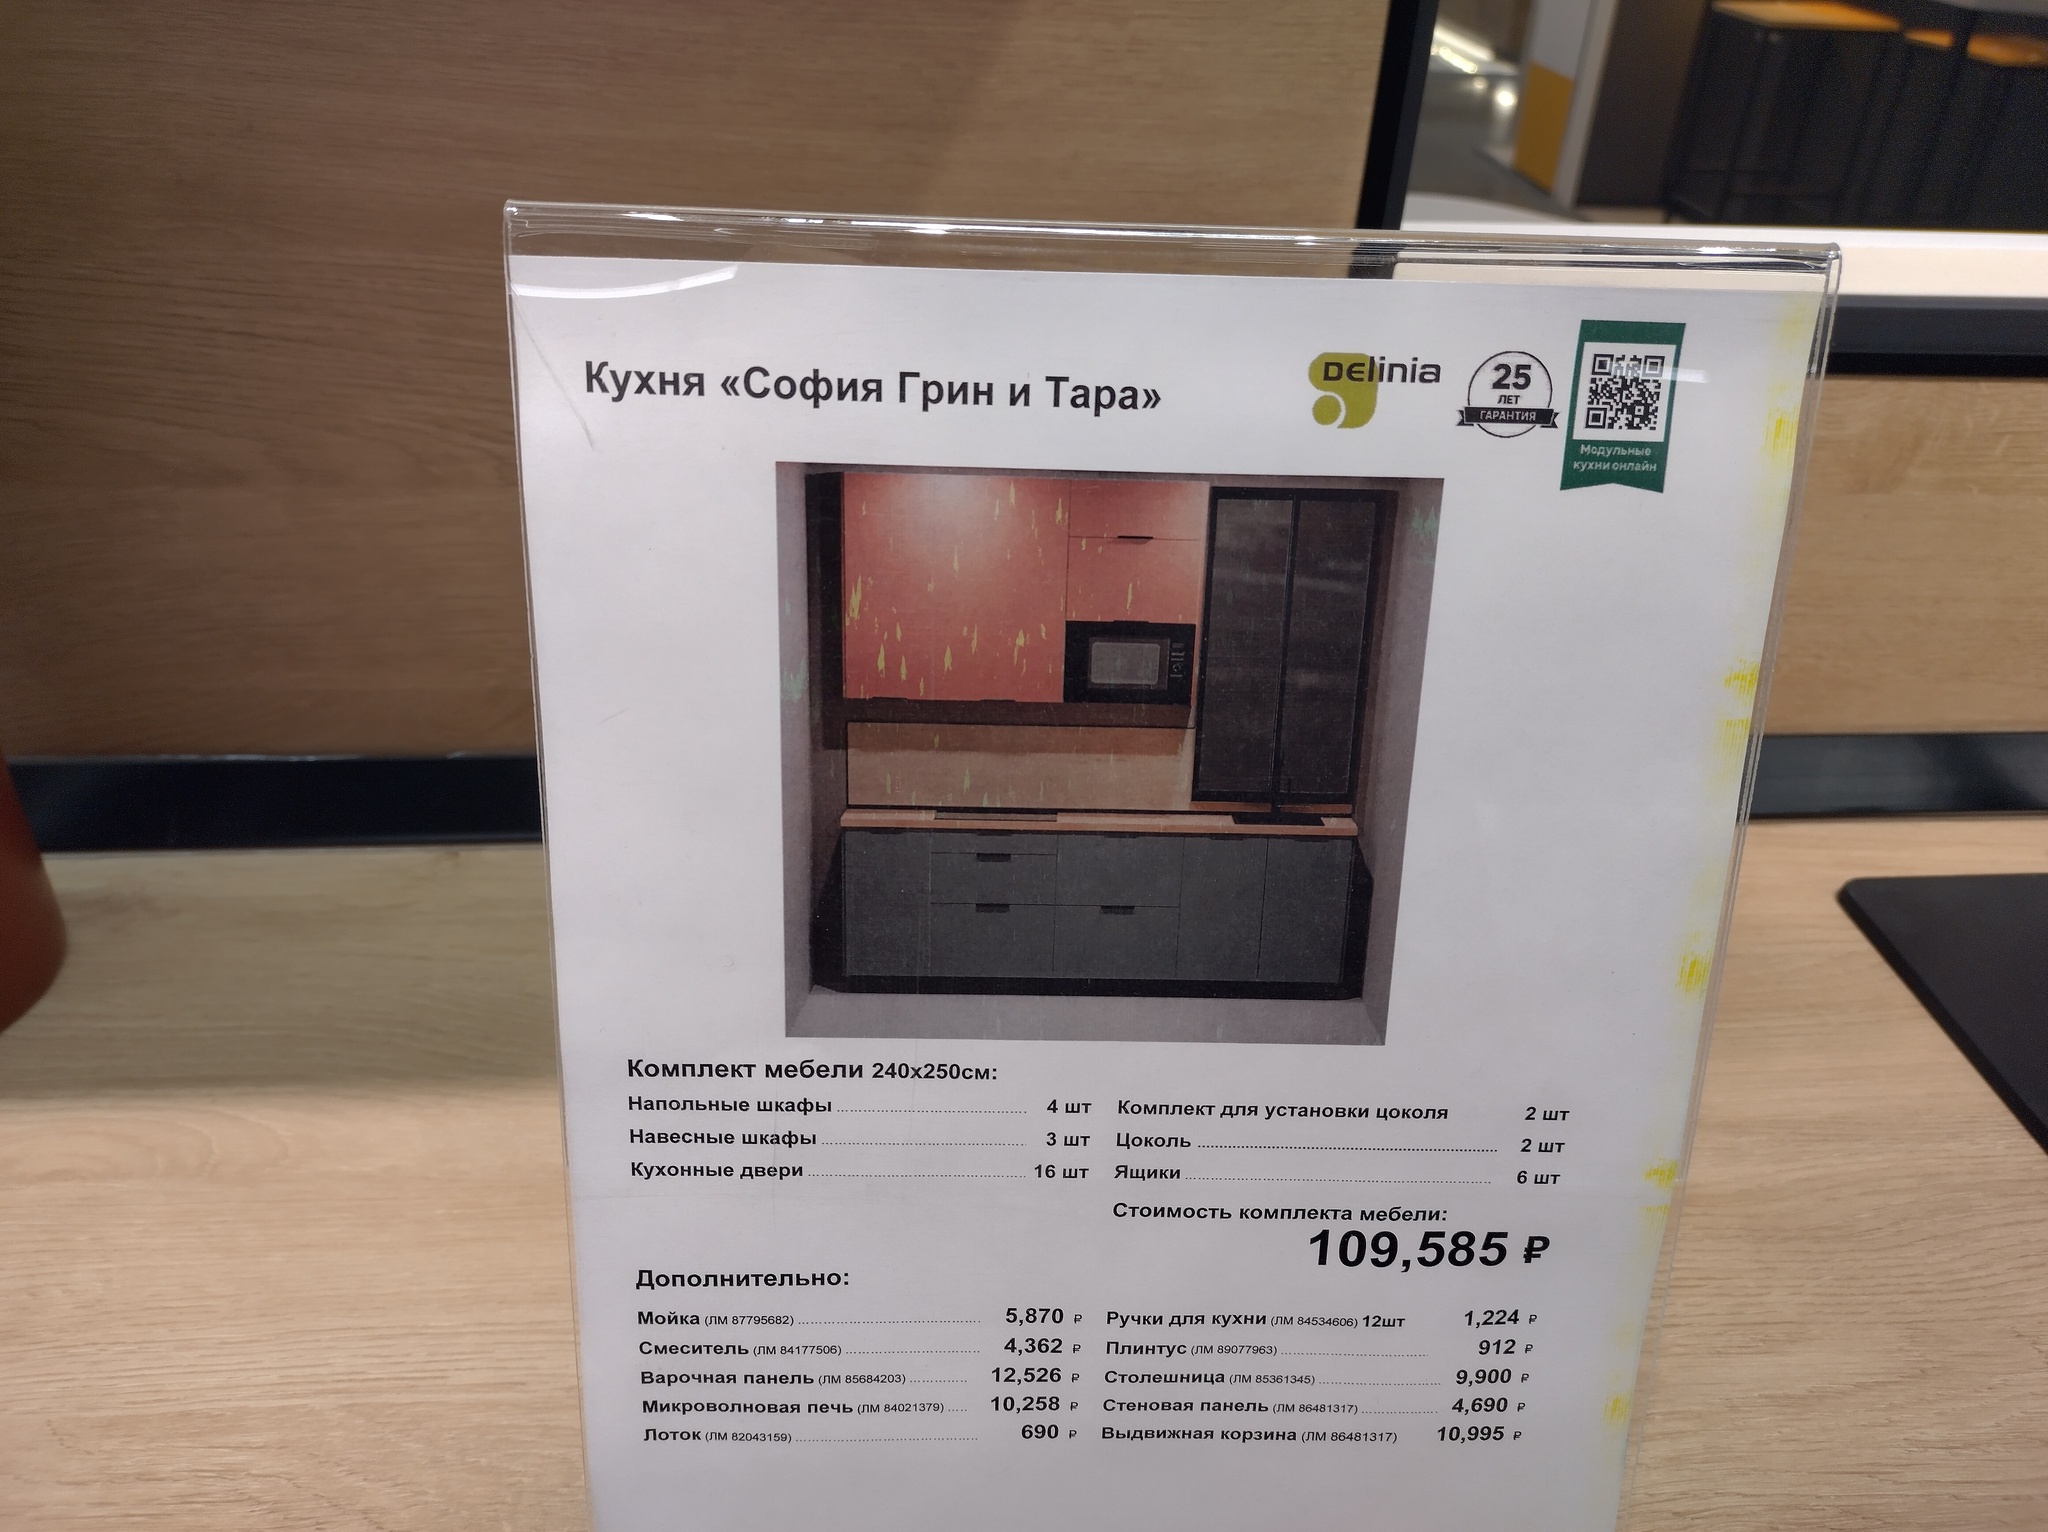 Кухня «София Грин и Тара»
DELinia
25
ЛЕТ
ГАРАНТИЯ
Модульные
кухни онлайн
Комплект мебели 240х250см:
Напольные шкафы 4 шт
Навесные шкафы 3 шт
Кухонные двери 16 шт
Комплект для установки цоколя 2 шт
Цоколь 2 шт
Ящики 6 шт
Стоимость комплекта мебели:
109,585 ₽
Дополнительно:
Мойка (ЛМ 87795682) 5,870 ₽
Смеситель (ЛМ 84177506) 4,362 ₽
Варочная панель (ЛМ 85684203) 12,526 ₽
Микроволновая печь (ЛМ 84021379) 10,258 ₽
Лоток (ЛМ 82043159) 690 ₽
Ручки для кухни (ЛМ 84534606) 12шт 1,224 ₽
Плинтус (ЛМ 89077963) 912 ₽
Столешница (ЛМ 85361345) 9,900 ₽
Стеновая панель (ЛМ 86481317) 4,690 ₽
Выдвижная корзина (ЛМ 86481317) 10,995 ₽